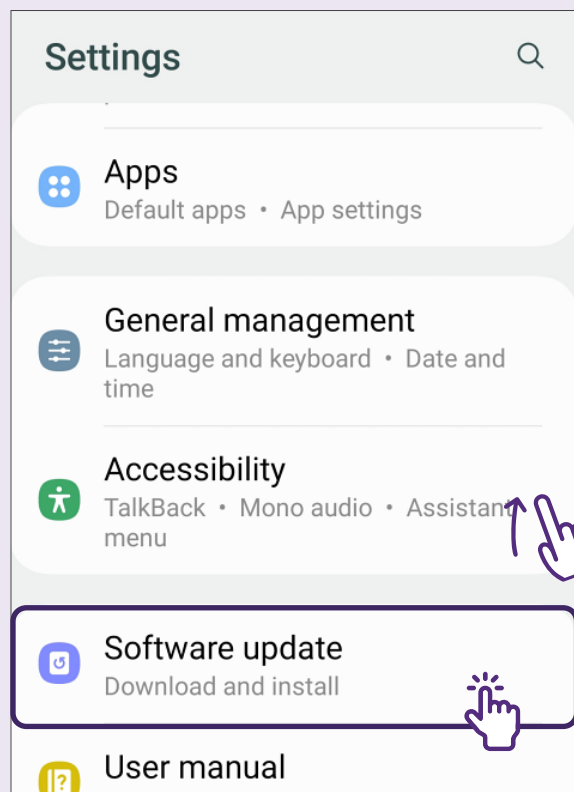 Settings
Apps
Default apps • App settings
General management
Language and keyboard • Date and
time
Accessibility
TalkBack • Mono audio • Assistant
menu
Software update
Download and install
User manual